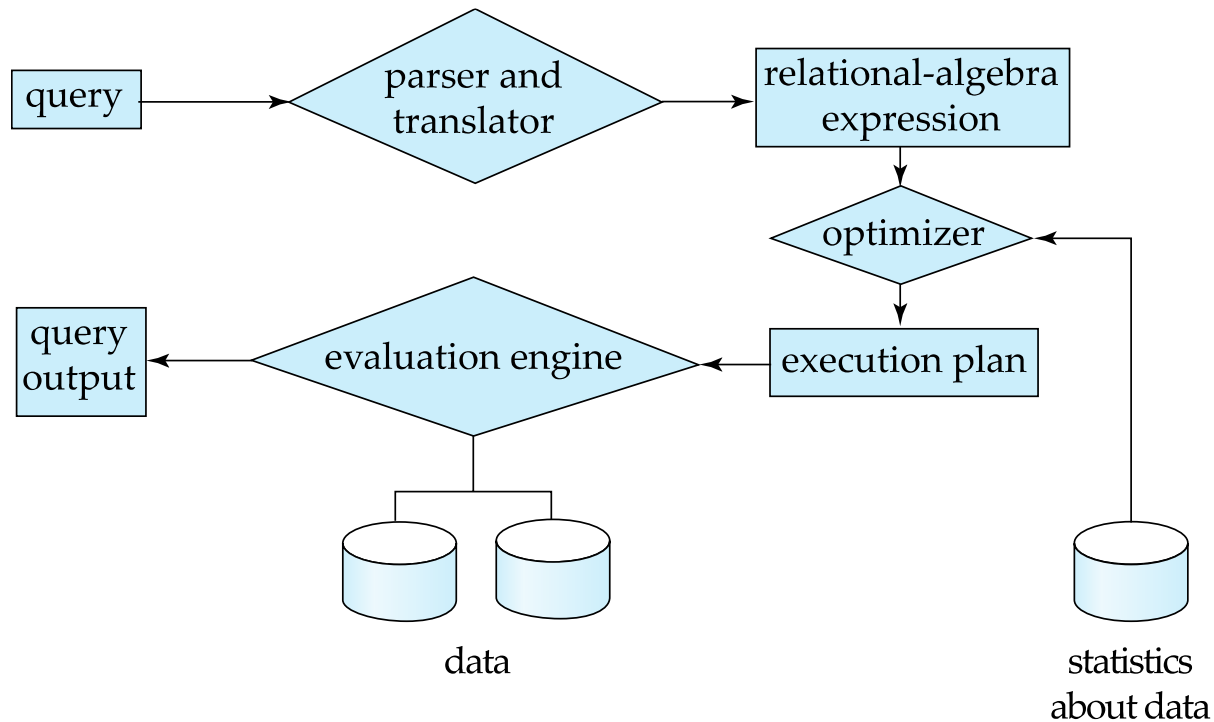 query
parser and
translator
relational-algebra
expression
optimizer
query
output
evaluation engine
execution plan
data
statistics
about data